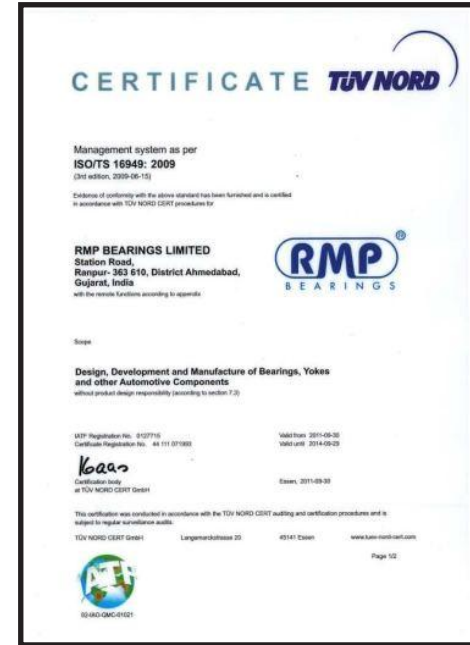 CERTIFICATE TÜV NORD
Management system as per
ISO/TS 16949: 2009
(3rd edition, 2009-06-15)
Evidence of conformity with the above standard has been furnished and is certified
in accordance with TÜV NORD CERT procedures for
RMP BEARINGS LIMITED
Station Road,
Ranpur- 363 610, District Ahmedabad,
Gujarat, India
with the remote functions according to appendix
RMP ®
BEARINGS
Scope
Design, Development and Manufacture of Bearings, Yokes
and other Automotive Components
without product design responsibility (according to section 7.3)
IATF Registration No. 0127715
Certificate Registration No. 44 111 071993
Valid from 2011-09-30
Valid until 2014-09-29
Certification body
at TÜV NORD CERT GmbH
Essen, 2011-09-30
This certification was conducted in accordance with the TÜV NORD CERT auditing and certification procedures and is
subject to regular surveillance audits.
TÜV NORD CERT GmbH Langemarckstrasse 20 45141 Essen www.tuev-nord-cert.com
Page 1/2
IATF
02-IAO-QMC-01021